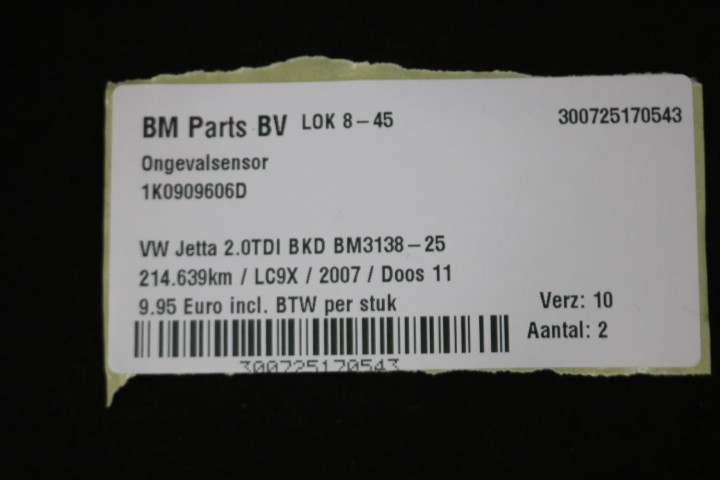 BM Parts BV LOK 8-45 300725170543
Ongevalsensor
1K0909606D
VW Jetta 2.0TDI BKD BM3138-25
214.639km / LC9X / 2007 / Doos 11
9.95 Euro incl. BTW per stuk Verz: 10
Aantal: 2
300725170543